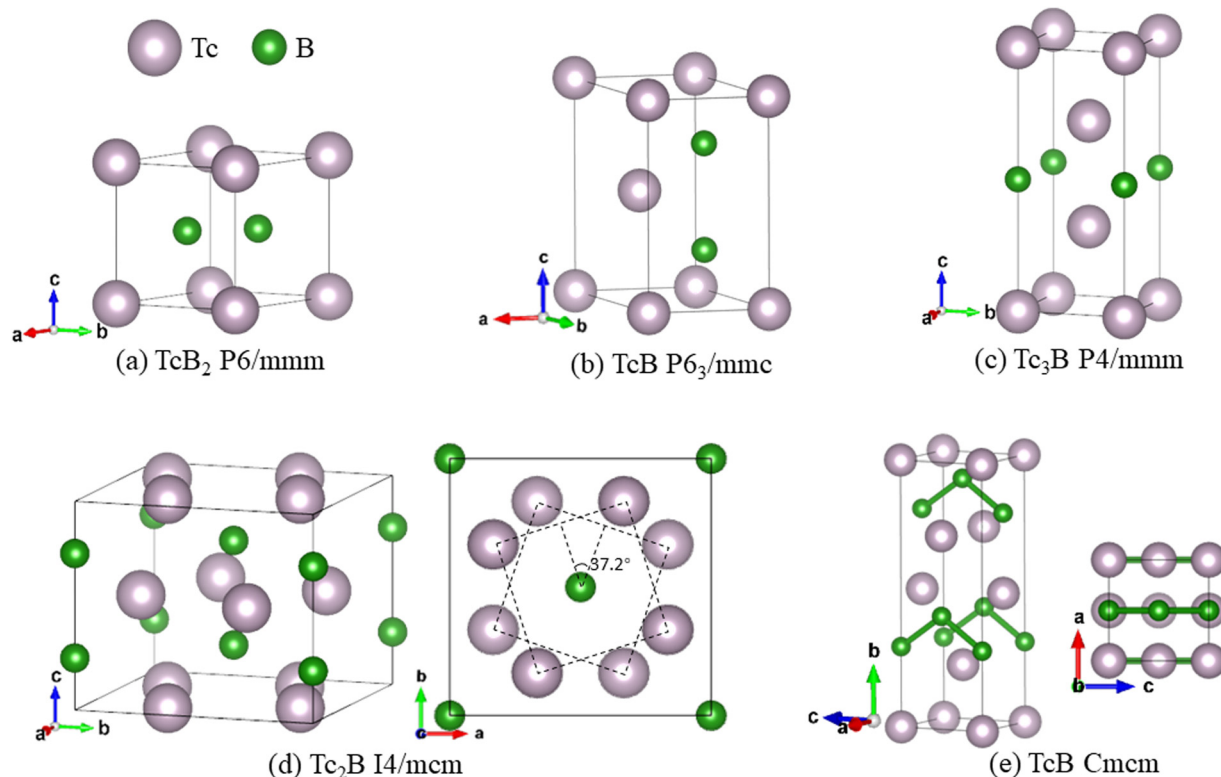 Tc
B
c
a
b
(a) TcB₂ P6/mmm
c
a
b
(b) TcB P6₃/mmc
c
a
b
(c) Tc₃B P4/mmm
c
a
b
37.2°
b
c
a
(d) Tc₂B I4/mcm
b
c
a
a
b
c
(e) TcB Cmcm